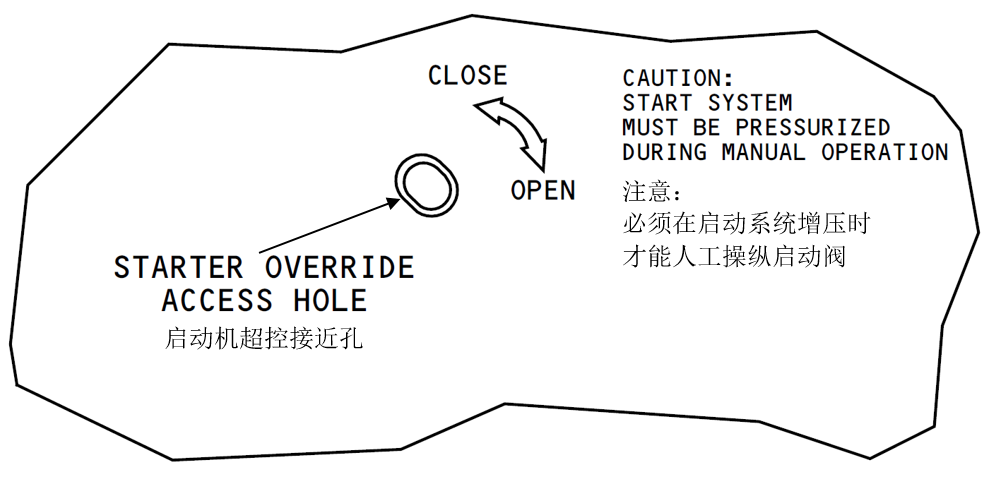 CLOSE
OPEN
STARTER OVERRIDE
ACCESS HOLE
启动机超控接近孔
CAUTION:
START SYSTEM
MUST BE PRESSURIZED
DURING MANUAL OPERATION
注意：
必须在启动系统增压时
才能人工操纵启动阀